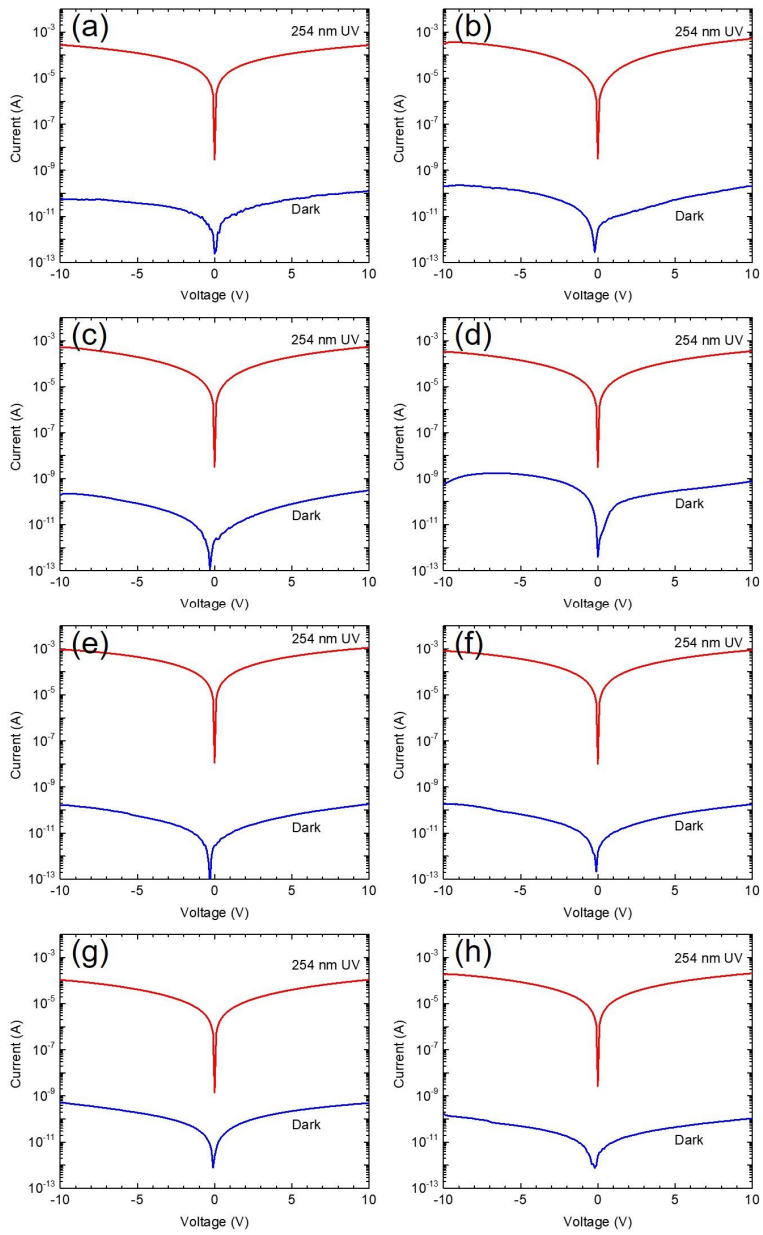 (a)
254 nm UV
Dark
10⁻³
10⁻⁵
10⁻⁷
10⁻⁹
10⁻¹¹
10⁻¹³
Current (A)
-10 -5 0 5 10
Voltage (V)
(b)
254 nm UV
Dark
10⁻³
10⁻⁵
10⁻⁷
10⁻⁹
10⁻¹¹
10⁻¹³
Current (A)
-10 -5 0 5 10
Voltage (V)
(c)
254 nm UV
Dark
10⁻³
10⁻⁵
10⁻⁷
10⁻⁹
10⁻¹¹
10⁻¹³
Current (A)
-10 -5 0 5 10
Voltage (V)
(d)
254 nm UV
Dark
10⁻³
10⁻⁵
10⁻⁷
10⁻⁹
10⁻¹¹
10⁻¹³
Current (A)
-10 -5 0 5 10
Voltage (V)
(e)
254 nm UV
Dark
10⁻³
10⁻⁵
10⁻⁷
10⁻⁹
10⁻¹¹
10⁻¹³
Current (A)
-10 -5 0 5 10
Voltage (V)
(f)
254 nm UV
Dark
10⁻³
10⁻⁵
10⁻⁷
10⁻⁹
10⁻¹¹
10⁻¹³
Current (A)
-10 -5 0 5 10
Voltage (V)
(g)
254 nm UV
Dark
10⁻³
10⁻⁵
10⁻⁷
10⁻⁹
10⁻¹¹
10⁻¹³
Current (A)
-10 -5 0 5 10
Voltage (V)
(h)
254 nm UV
Dark
10⁻³
10⁻⁵
10⁻⁷
10⁻⁹
10⁻¹¹
10⁻¹³
Current (A)
-10 -5 0 5 10
Voltage (V)